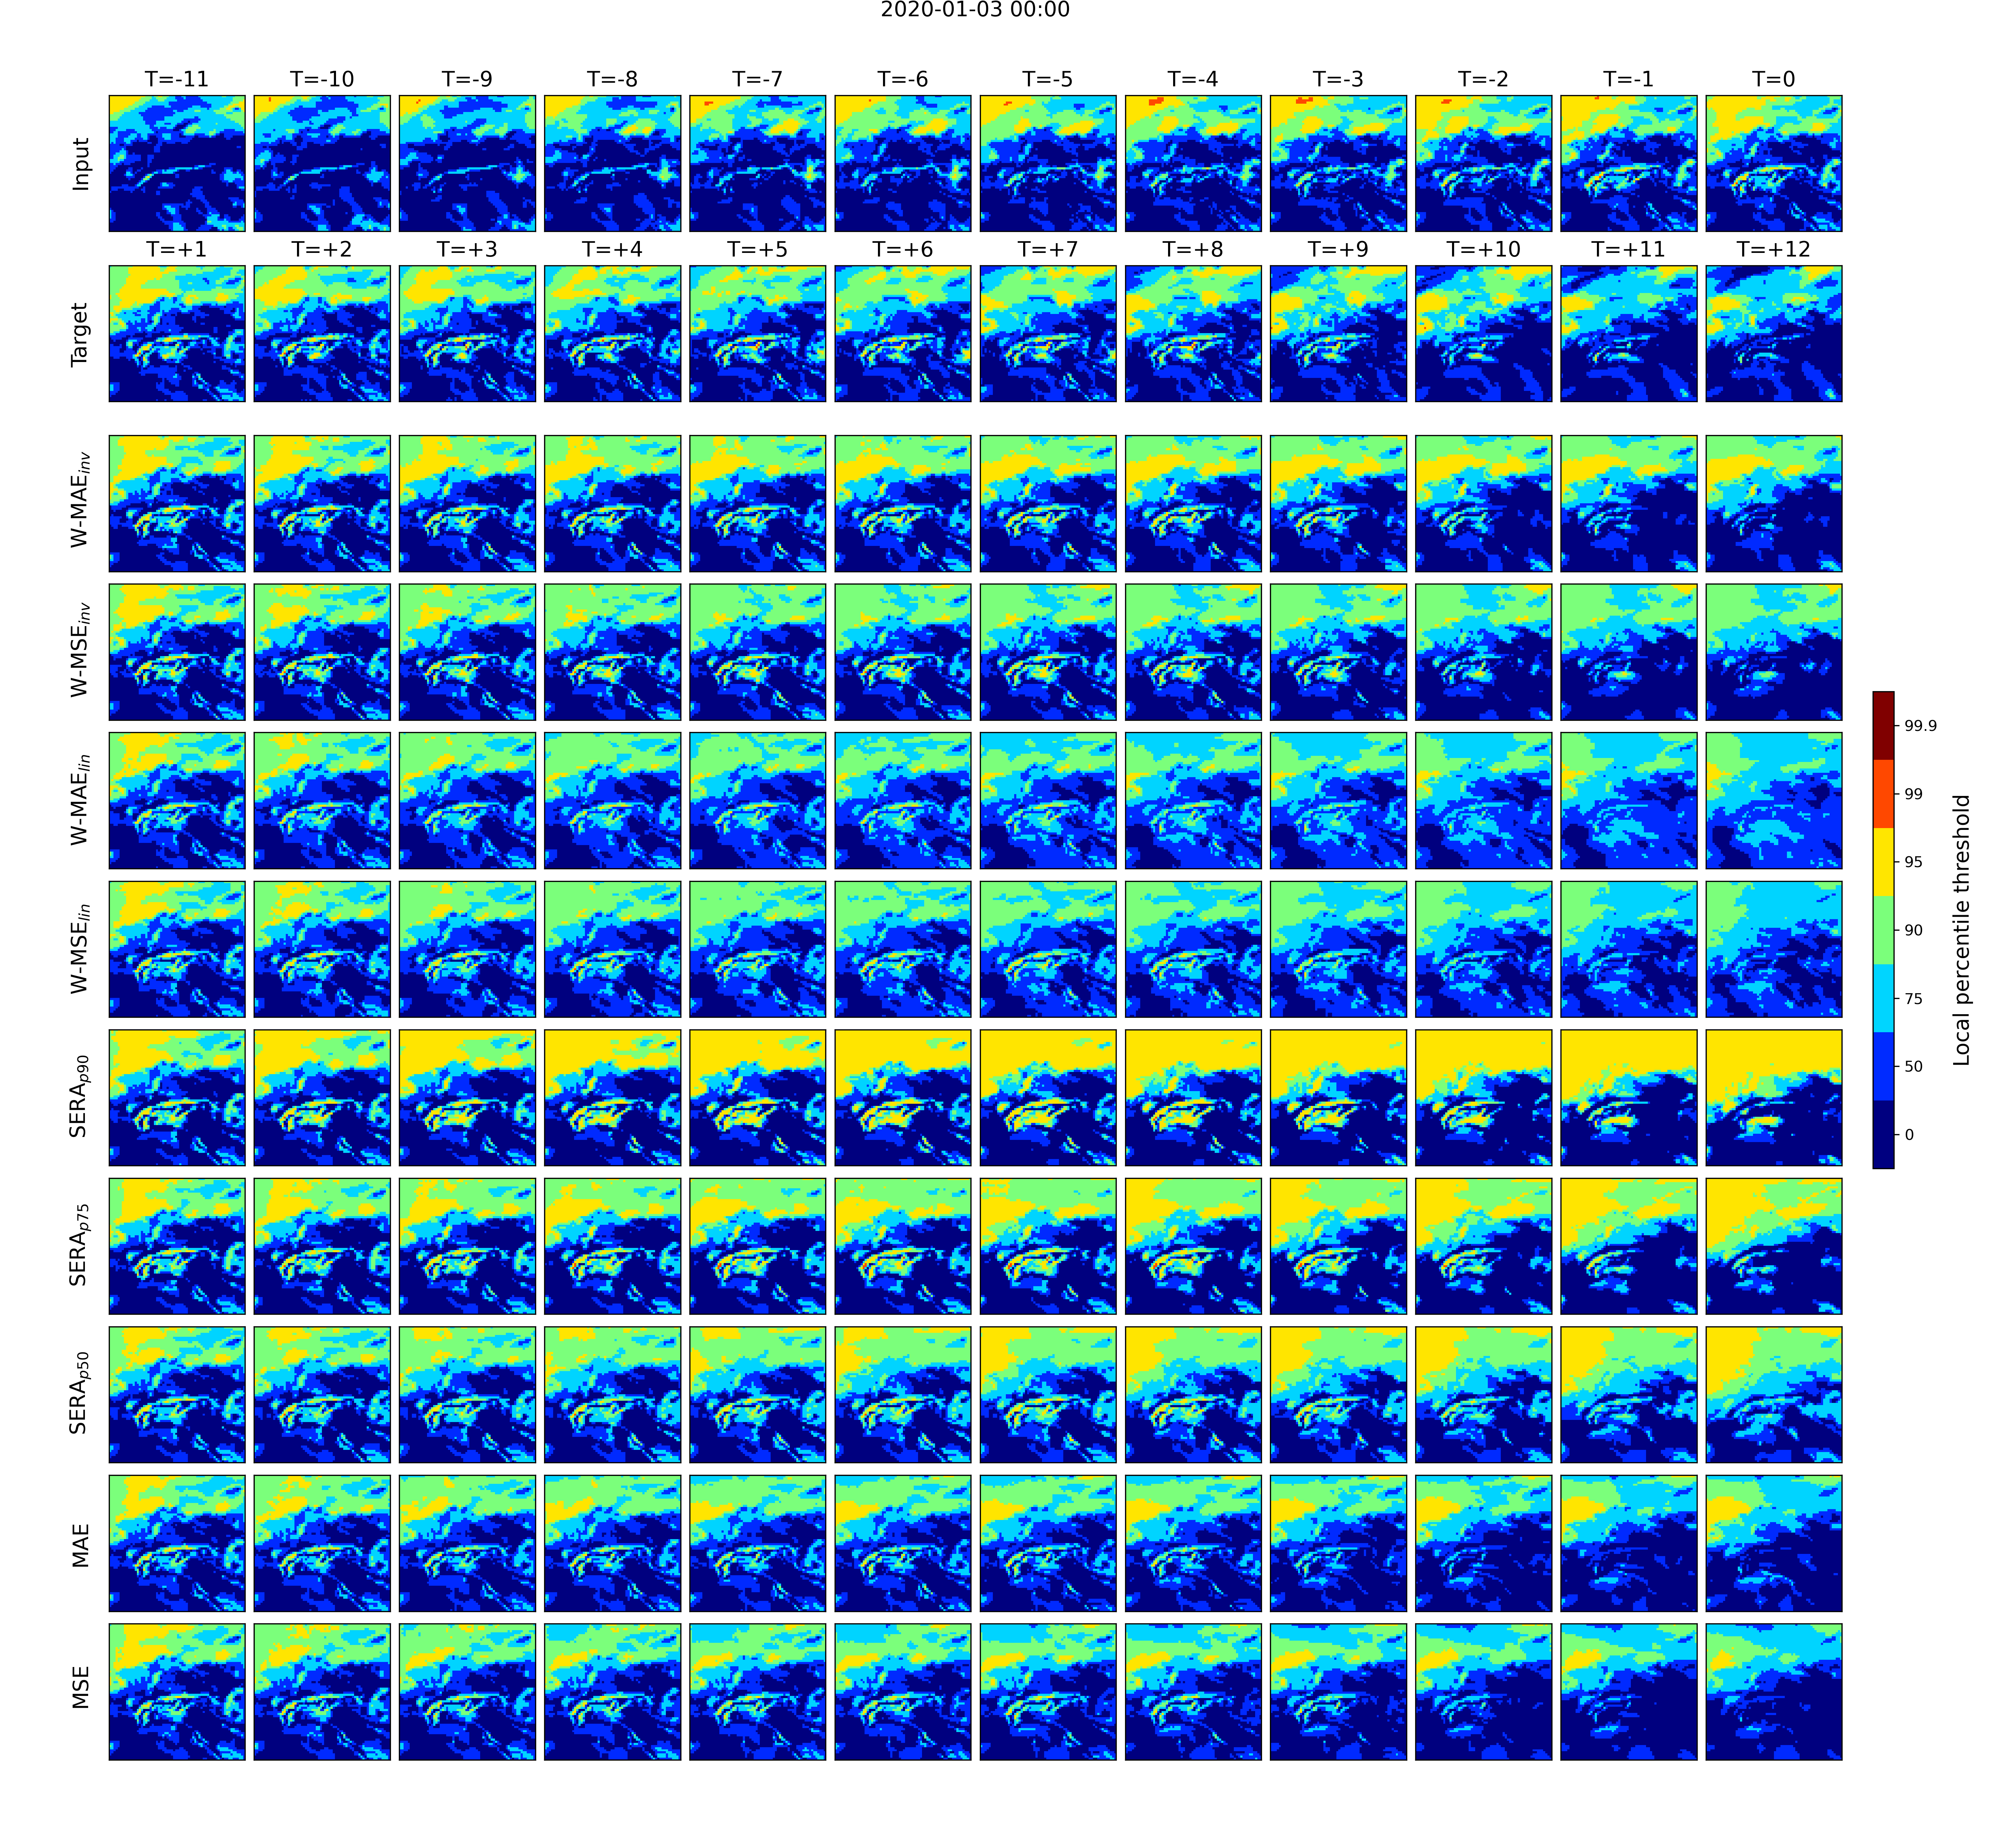 2020-01-03 00:00
T=-11 T=-10 T=-9 T=-8 T=-7 T=-6 T=-5 T=-4 T=-3 T=-2 T=-1 T=0
Input
T=+1 T=+2 T=+3 T=+4 T=+5 T=+6 T=+7 T=+8 T=+9 T=+10 T=+11 T=+12
Target
W-MAEinv
W-MSEinv
W-MAElin
W-MSElin
SERAp90
SERAp75
SERAp50
MAE
MSE
99.9
99
95
90
75
50
0
Local percentile threshold